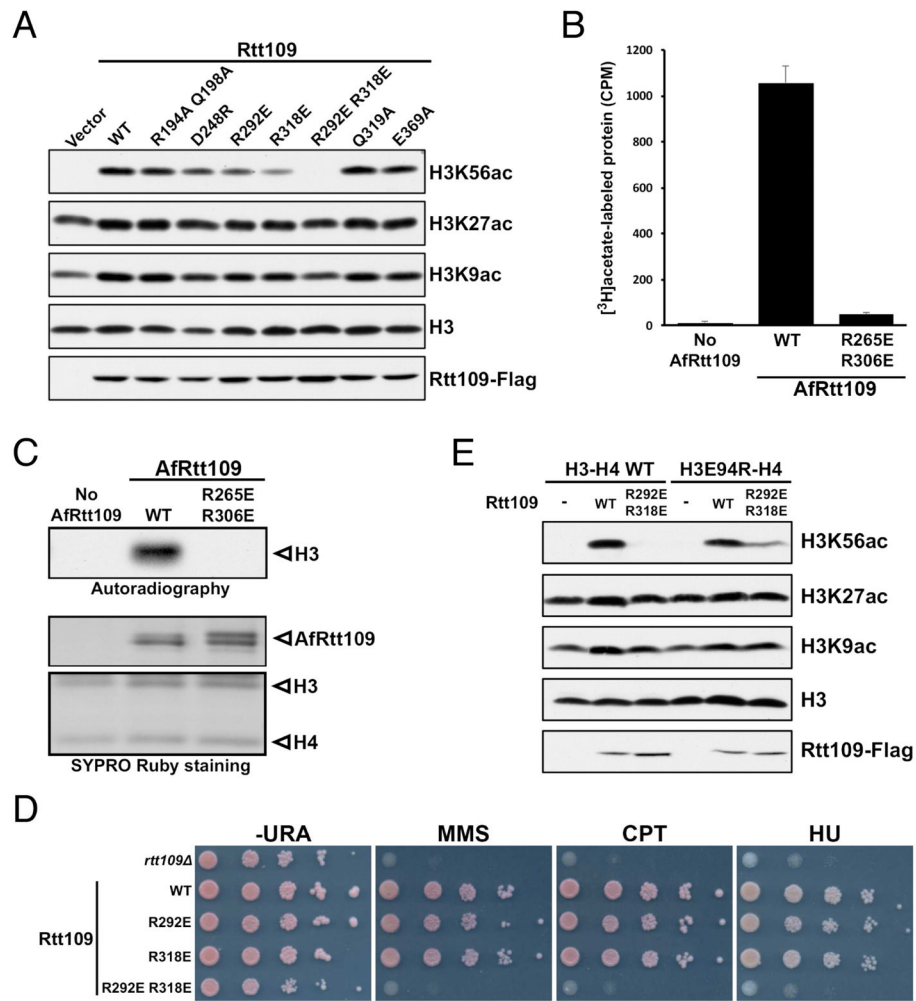 A
Rtt109
Vector
WT
R194A Q198A
D248R
R292E
R318E
R292E R318E
Q319A
E369A
H3K56ac
H3K27ac
H3K9ac
H3
Rtt109-Flag
B
[³H]acetate-labeled protein (CPM)
1200
1000
800
600
400
200
0
No
AfRtt109
WT
R265E
R306E
AfRtt109
C
AfRtt109
No
AfRtt109
WT
R265E
R306E
H3
Autoradiography
AfRtt109
H3
H4
SYPRO Ruby staining
E
H3-H4 WT H3E94R-H4
Rtt109 - WT R292E R318E - WT R292E R318E
H3K56ac
H3K27ac
H3K9ac
H3
Rtt109-Flag
D
-URA MMS CPT HU
rtt109Δ
Rtt109
WT
R292E
R318E
R292E R318E